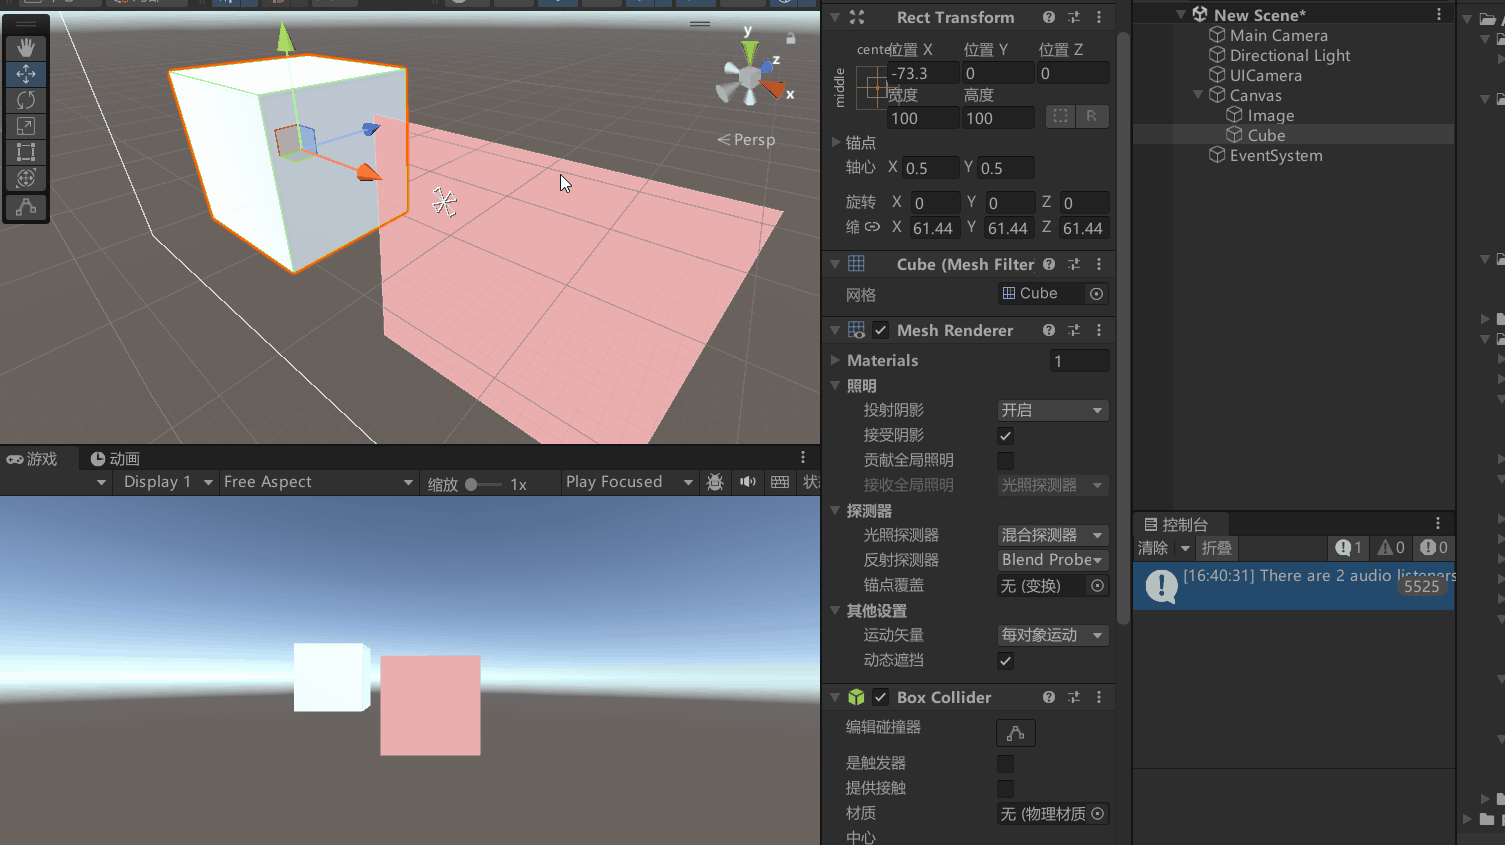 y
z
x
Persp
游戏
动画
Display 1
Free Aspect
缩放
1x
Play Focused
Rect Transform
center
middle
位置 X
位置 Y
位置 Z
-73.3
0
0
宽度
高度
100
100
R
锚点
轴心
X
0.5
Y
0.5
旋转
X
0
Y
0
Z
0
缩
X
61.44
Y
61.44
Z
61.44
Cube (Mesh Filter
网格
Cube
Mesh Renderer
Materials
1
照明
投射阴影
开启
接受阴影
贡献全局照明
接收全局照明
光照探测器
探测器
光照探测器
混合探测器
反射探测器
Blend Probe
锚点覆盖
无 (变换)
其他设置
运动矢量
每对象运动
动态遮挡
Box Collider
编辑碰撞器
是触发器
提供接触
材质
无 (物理材质
中心
New Scene*
Main Camera
Directional Light
UICamera
Canvas
Image
Cube
EventSystem
控制台
清除
折叠
1
0
0
[16:40:31] There are 2 audio listeners
5525